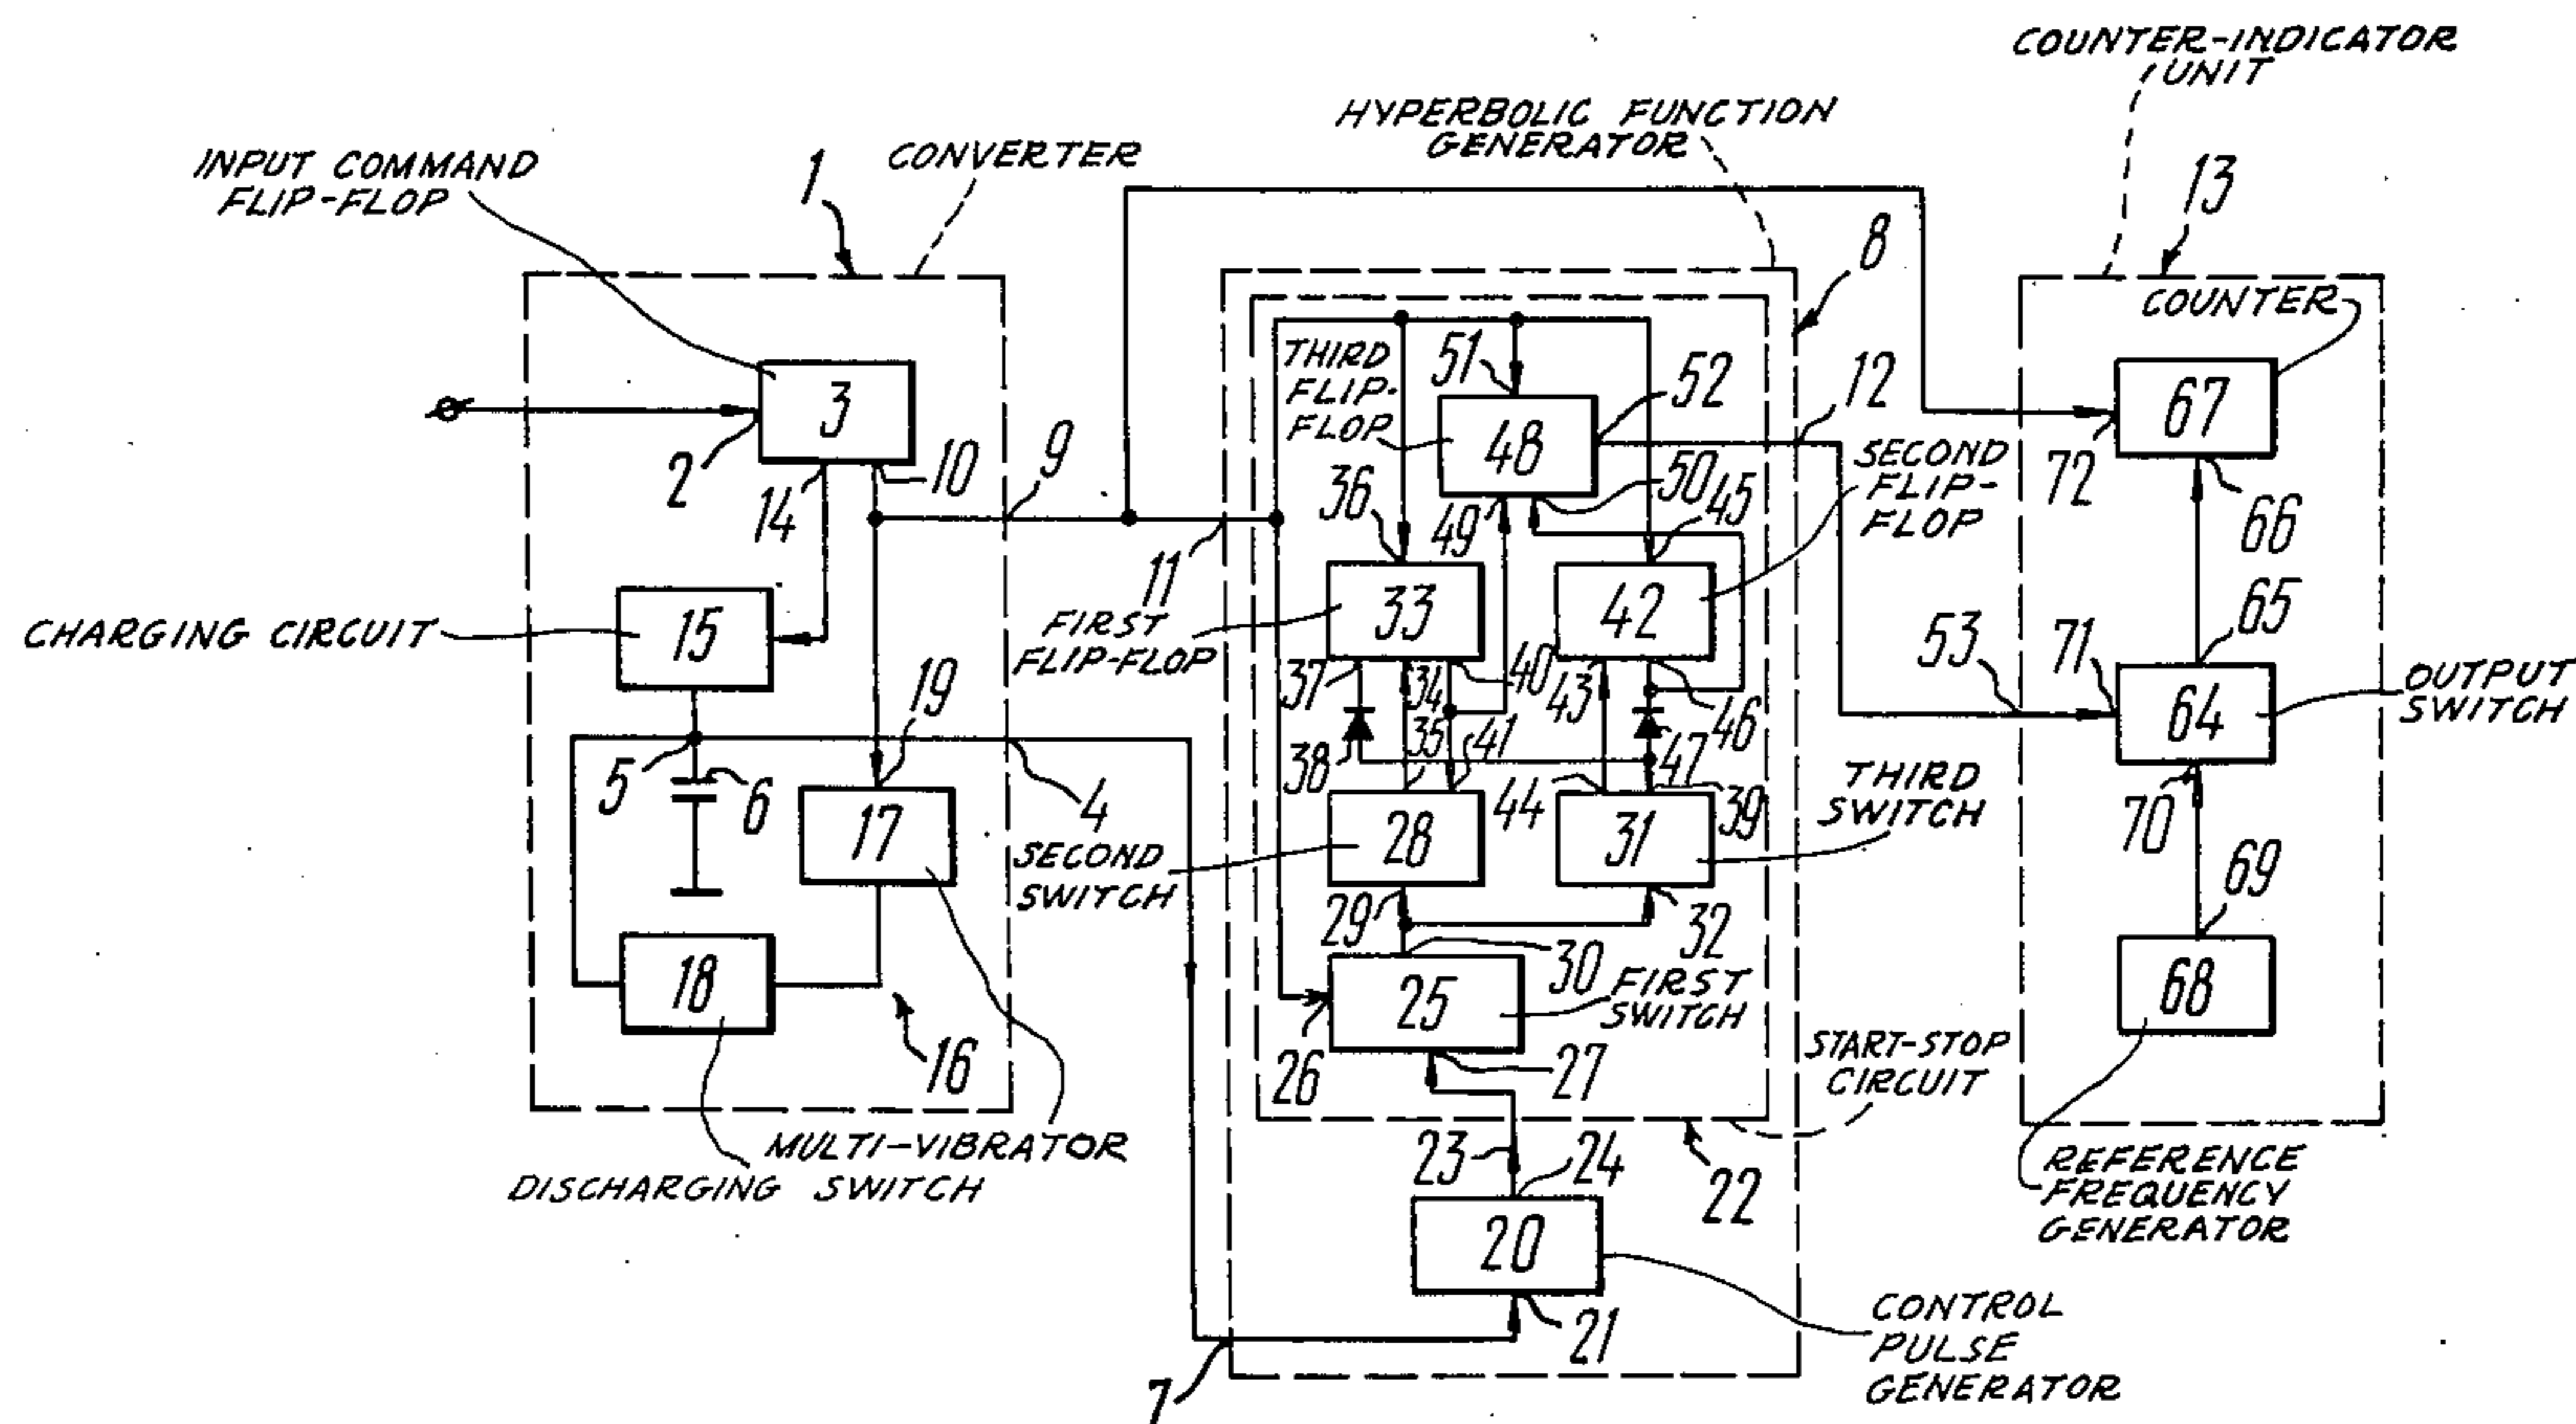 COUNTER-INDICATOR
UNIT
HYPERBOLIC FUNCTION
GENERATOR
CONVERTER
INPUT COMMAND
FLIP-FLOP
1
8
13
COUNTER
3
2
14
10
9
11
THIRD
FLIP-
FLOP
51
52
12
48
49
50
45
SECOND
FLIP-
FLOP
67
72
66
36
33
42
FIRST
FLIP-FLOP
37
34
40
40
43
46
35
41
38
47
44
39
CHARGING CIRCUIT
15
19
5
6
4
17
18
16
SECOND
SWITCH
28
31
THIRD
SWITCH
29
30
32
25
FIRST
SWITCH
26
27
53
71
65
64
OUTPUT
SWITCH
70
69
68
START-STOP
CIRCUIT
MULTI-VIBRATOR
DISCHARGING SWITCH
23
24
22
20
21
7
REFERENCE
FREQUENCY
GENERATOR
CONTROL
PULSE
GENERATOR